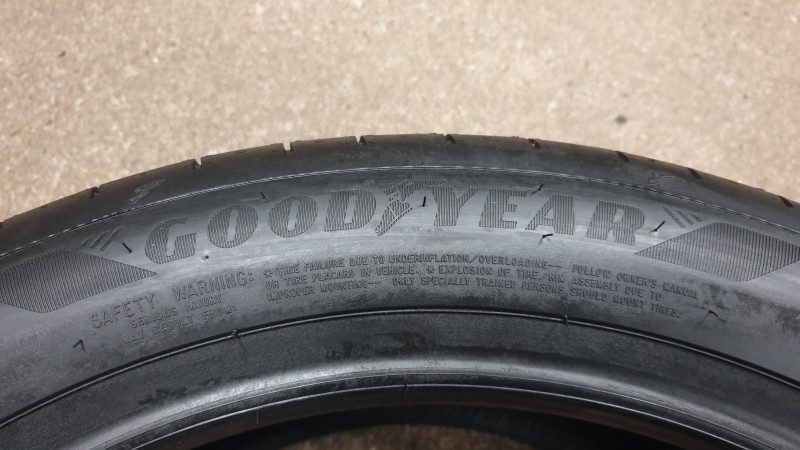 GOODYEAR
SAFETY WARNING:
SERIOUS INJURY
MAY RESULT FROM:
* TIRE FAILURE DUE TO UNDERINFLATION/OVERLOADING-- FOLLOW OWNER'S MANUAL
OR TIRE PLACARD IN VEHICLE. * EXPLOSION OF TIRE/RIM ASSEMBLY DUE TO
IMPROPER MOUNTING-- ONLY SPECIALLY TRAINED PERSONS SHOULD MOUNT TIRES.